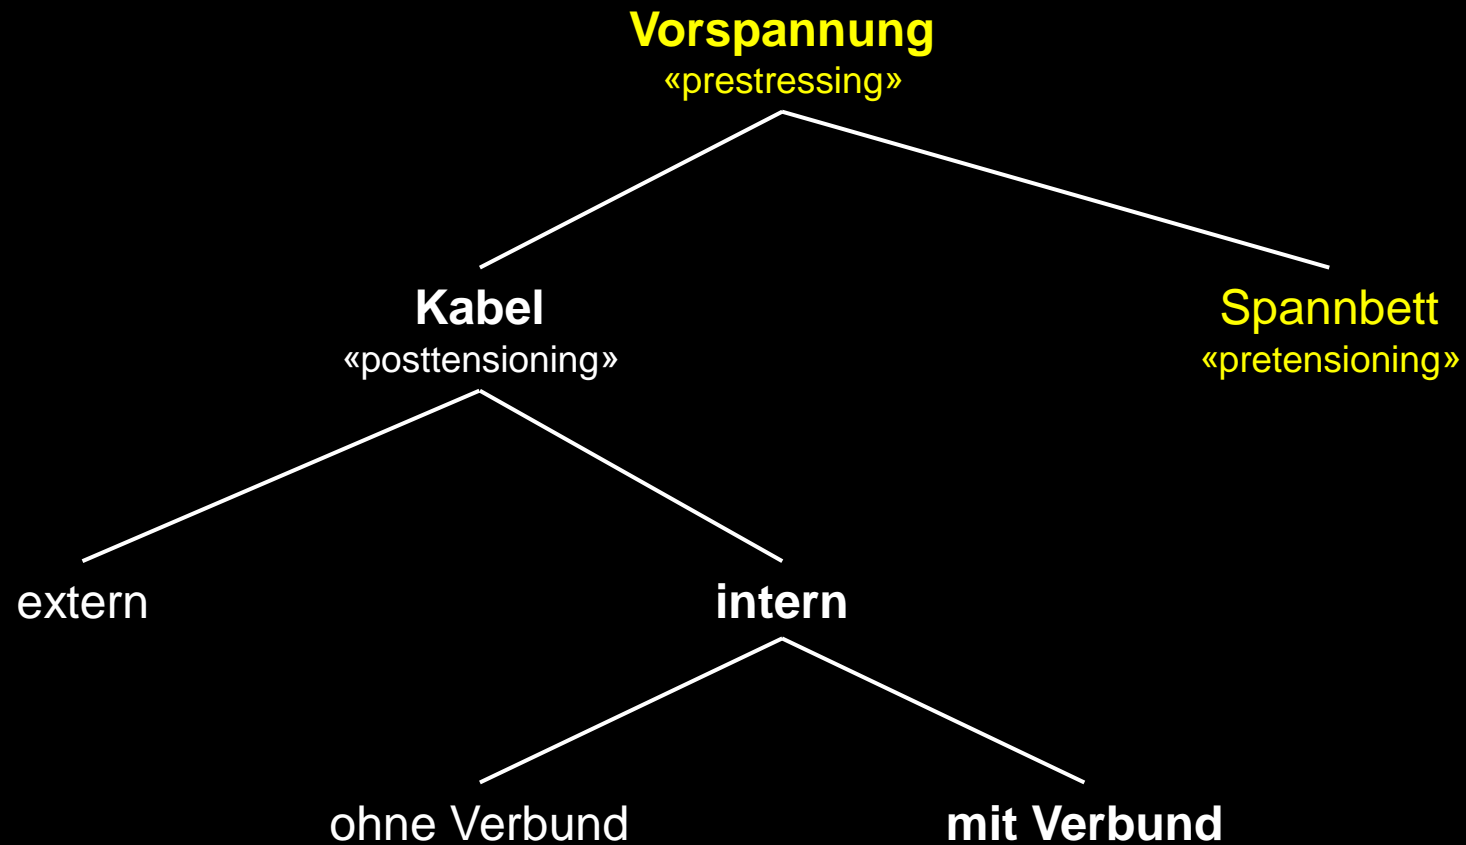 Vorspannung
«prestressing»
Kabel
Spannbett
«posttensioning»
«pretensioning»
extern
intern
ohne Verbund
mit Verbund